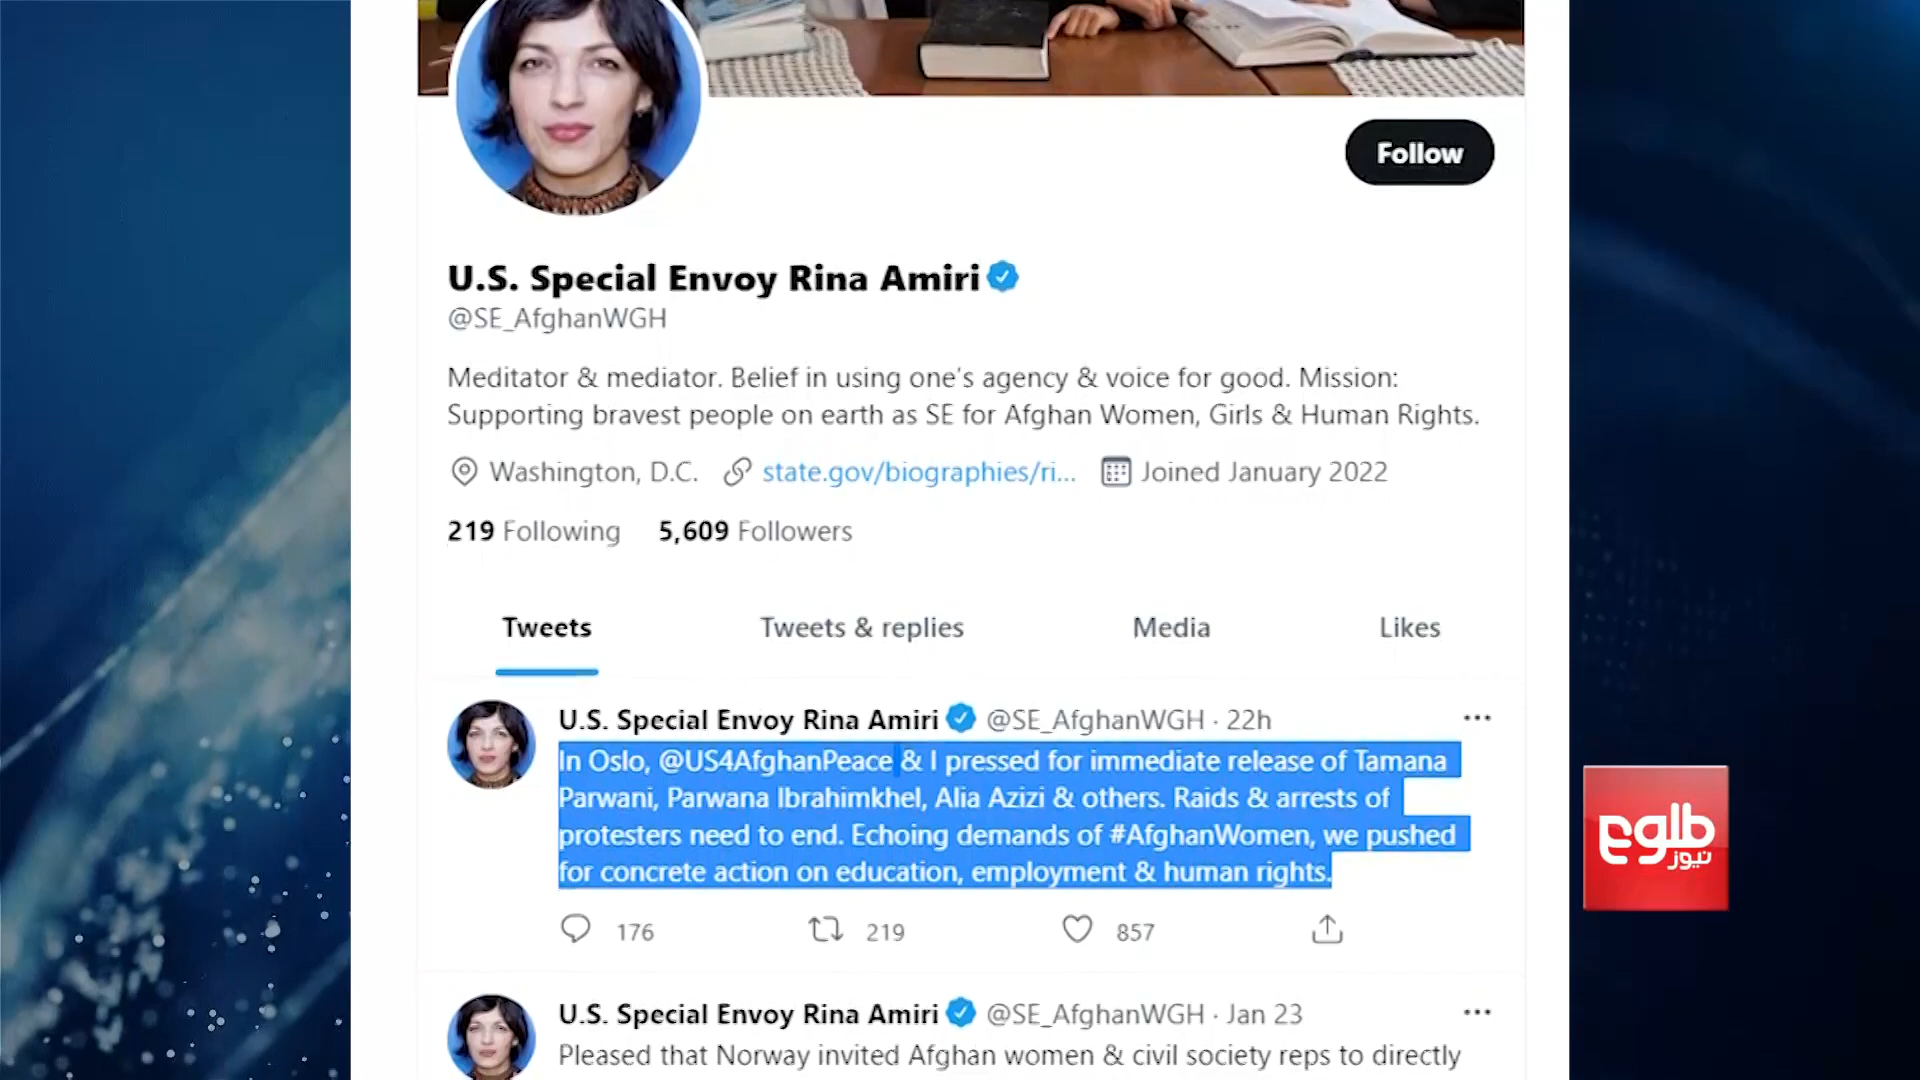 Follow
U.S. Special Envoy Rina Amiri
@SE_AfghanWGH
Meditator & mediator. Belief in using one's agency & voice for good. Mission:
Supporting bravest people on earth as SE for Afghan Women, Girls & Human Rights.
Washington, D.C. state.gov/biographies/ri... Joined January 2022
219 Following 5,609 Followers
Tweets Tweets & replies Media Likes
U.S. Special Envoy Rina Amiri @SE_AfghanWGH · 22h
In Oslo, @US4AfghanPeace & I pressed for immediate release of Tamana
Parwani, Parwana Ibrahimkhel, Alia Azizi & others. Raids & arrests of
protesters need to end. Echoing demands of #AfghanWomen, we pushed
for concrete action on education, employment & human rights.
176 219 857
طلوع
نیوز
U.S. Special Envoy Rina Amiri @SE_AfghanWGH · Jan 23
Pleased that Norway invited Afghan women & civil society reps to directly